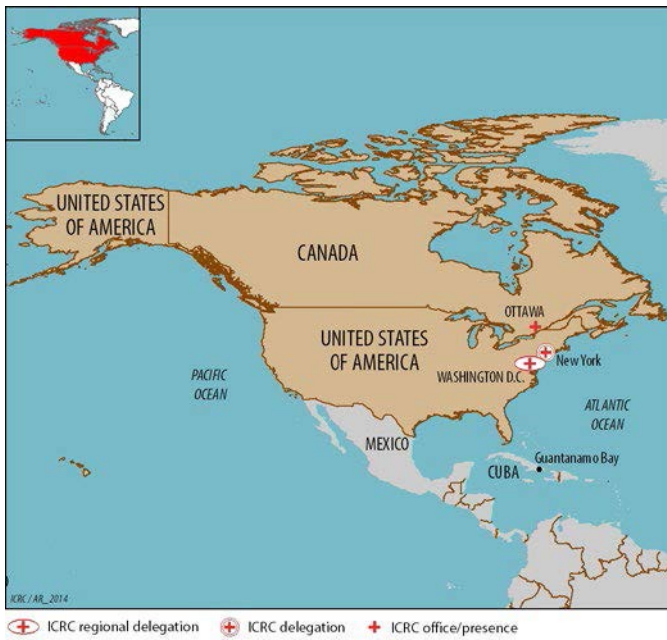 UNITED STATES
OF AMERICA
CANADA
OTTAWA
UNITED STATES
OF AMERICA
New York
WASHINGTON D.C.
PACIFIC
OCEAN
ATLANTIC
OCEAN
MEXICO
Guantanamo Bay
CUBA
ICRC / AR_2014
ICRC regional delegation
ICRC delegation
ICRC office/presence